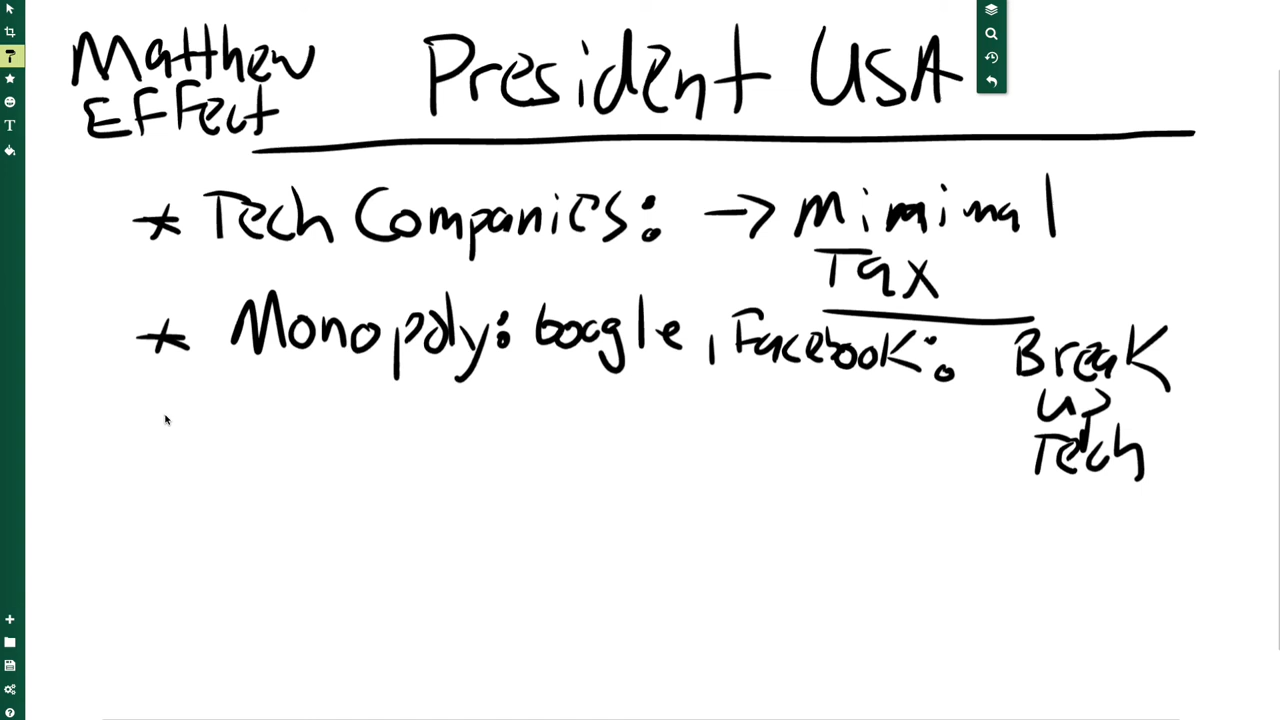 Matthew
Effect
President USA
* Tech Companies: -> Minimal
Tax
* Monopoly: Google, Facebook: Break
up
Tech
T
?